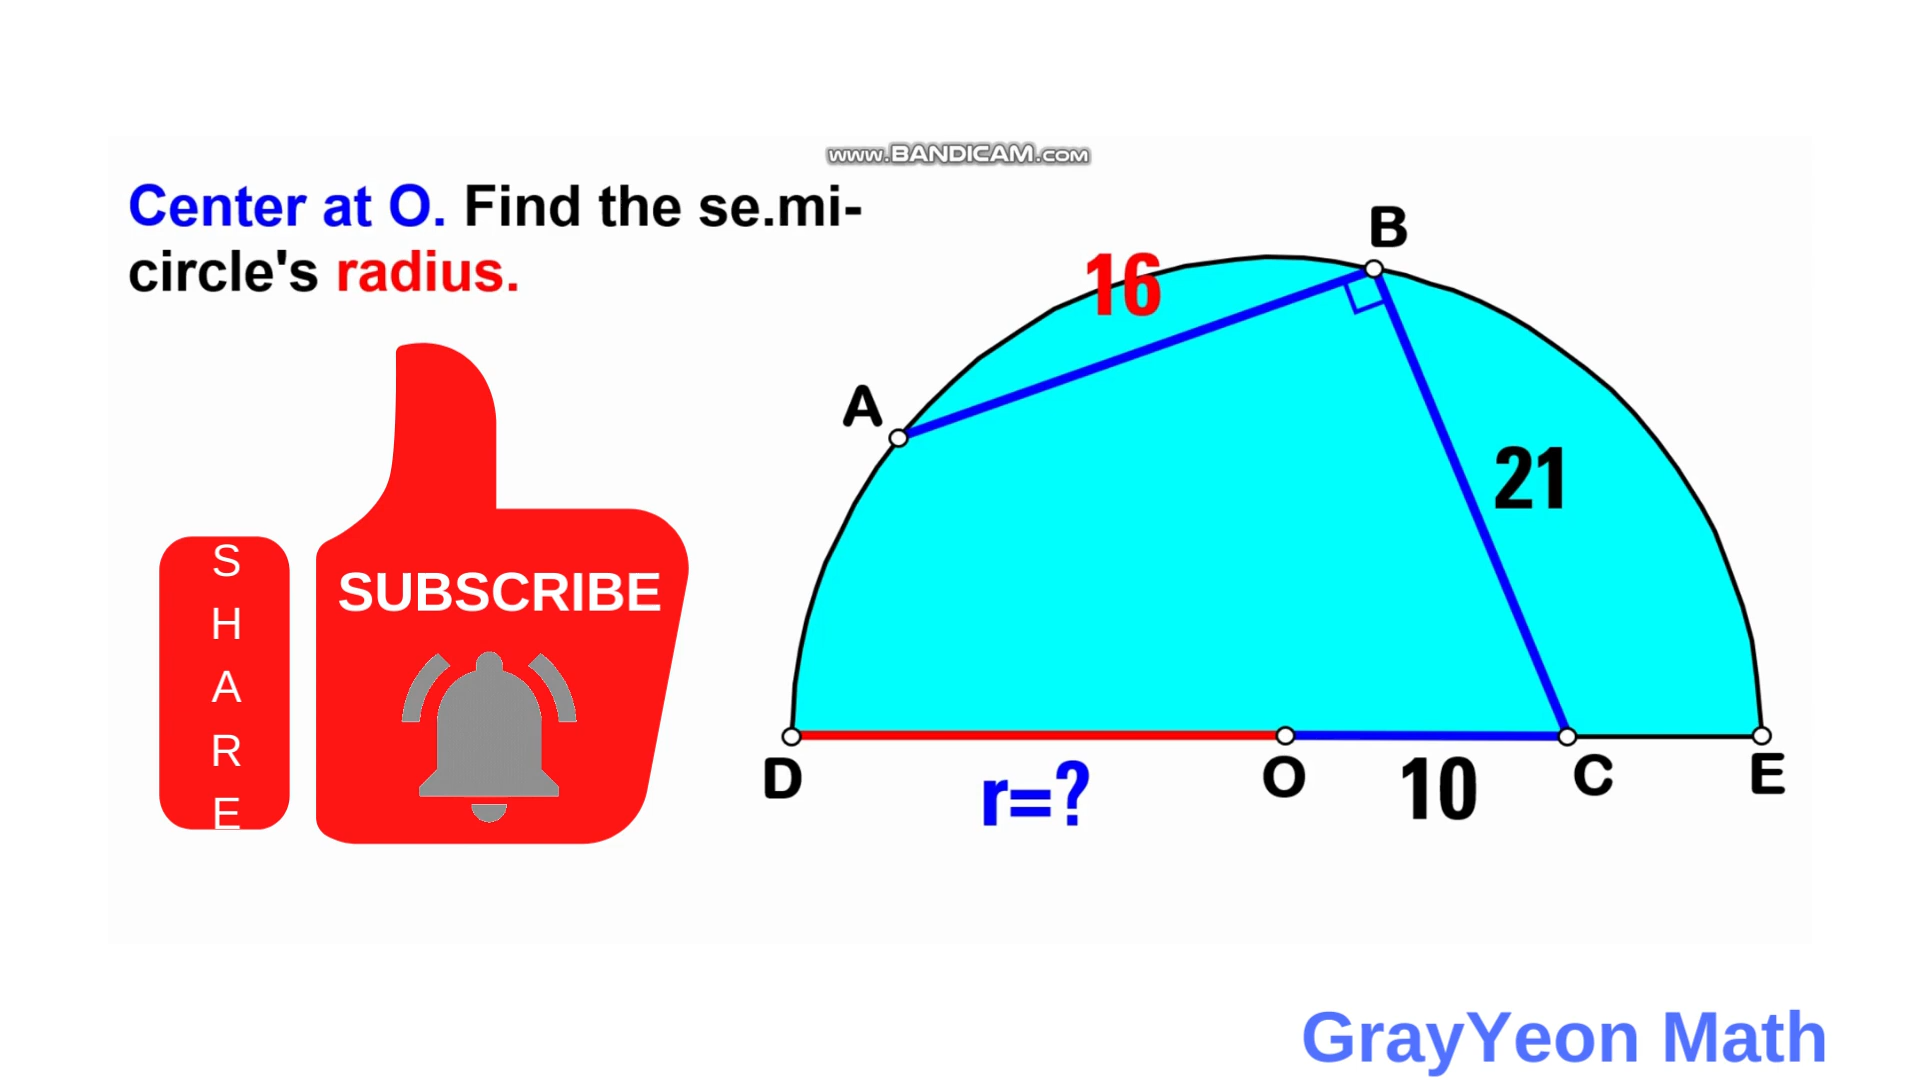 www.BANDICAM.com
Center at O. Find the se.mi-
circle's radius.
B
16
A
21
S
H
A
R
E
SUBSCRIBE
D
O
C
E
r=?
10
GrayYeon Math